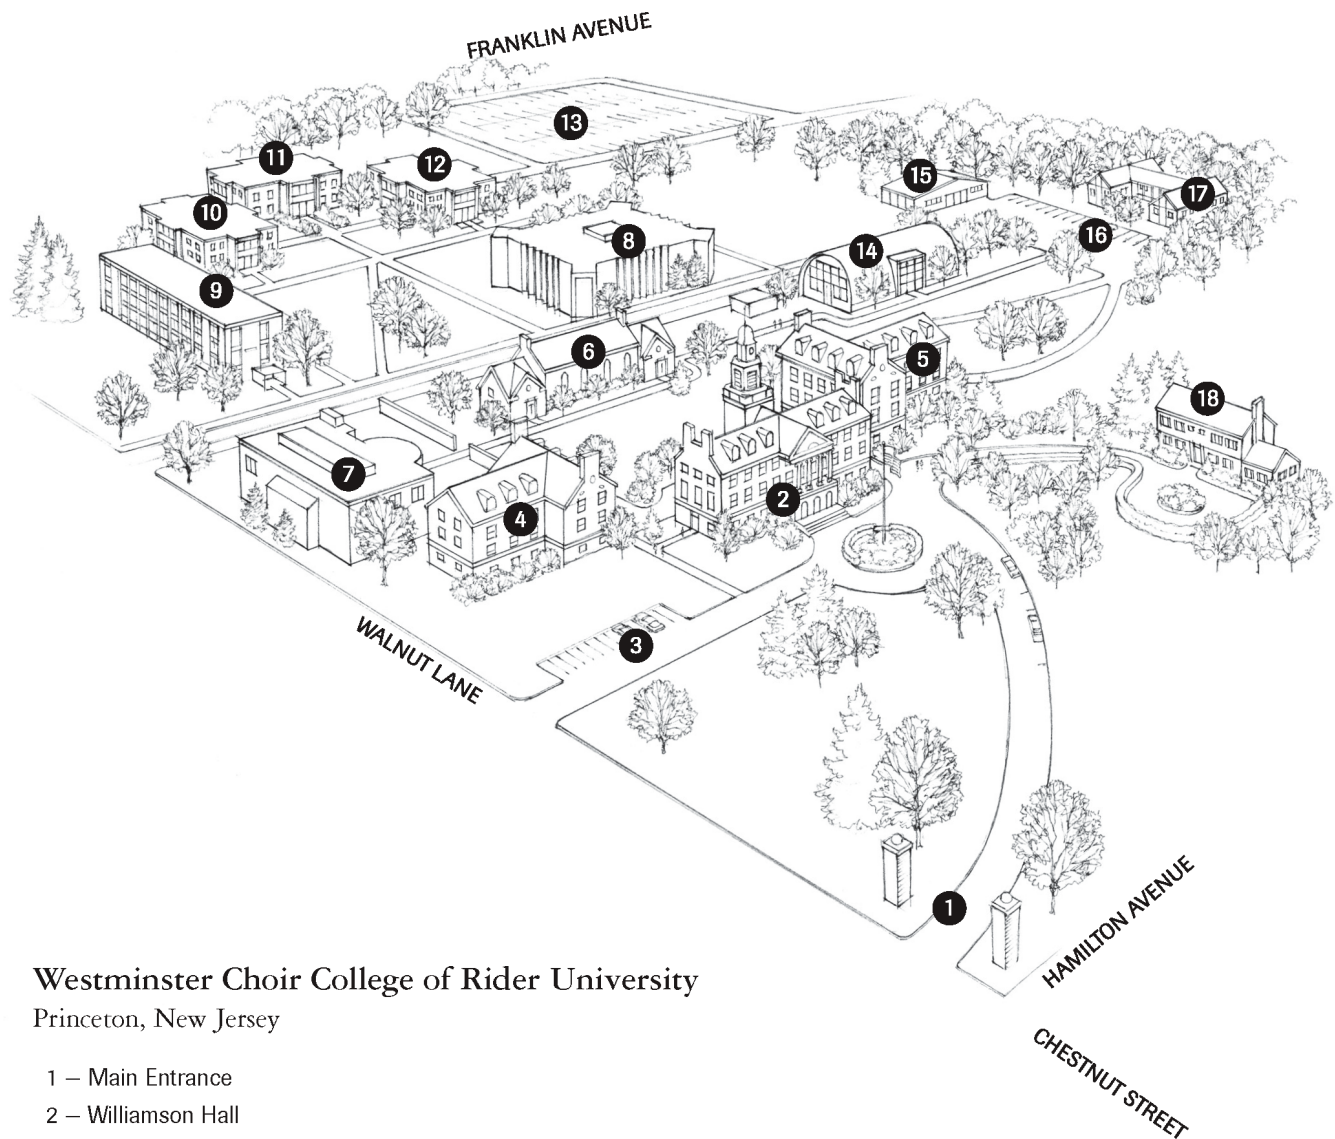 FRANKLIN AVENUE
13
11
12
15
17
10
16
8
14
9
6
5
18
7
2
4
3
WALNUT LANE
1
HAMILTON AVENUE
Westminster Choir College of Rider University
Princeton, New Jersey
CHESTNUT STREET
1 – Main Entrance
2 – Williamson Hall